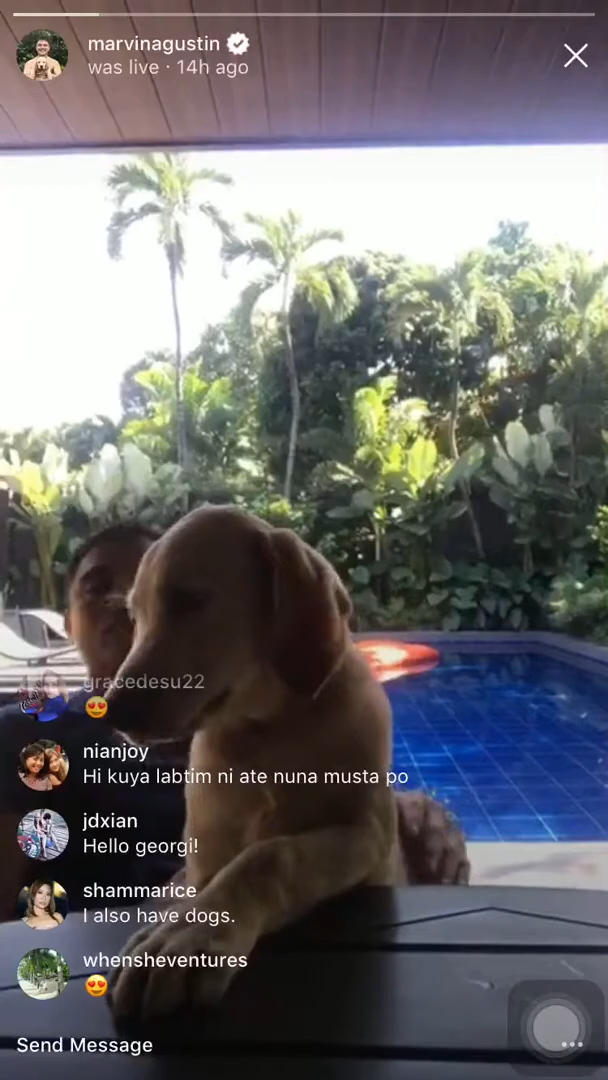 marvinagustin
was live · 14h ago
gracedesu22
😍
nianjoy
Hi kuya labtim ni ate nuna musta po
jdxian
Hello georgi!
shammarice
I also have dogs.
whensheventures
😍
Send Message